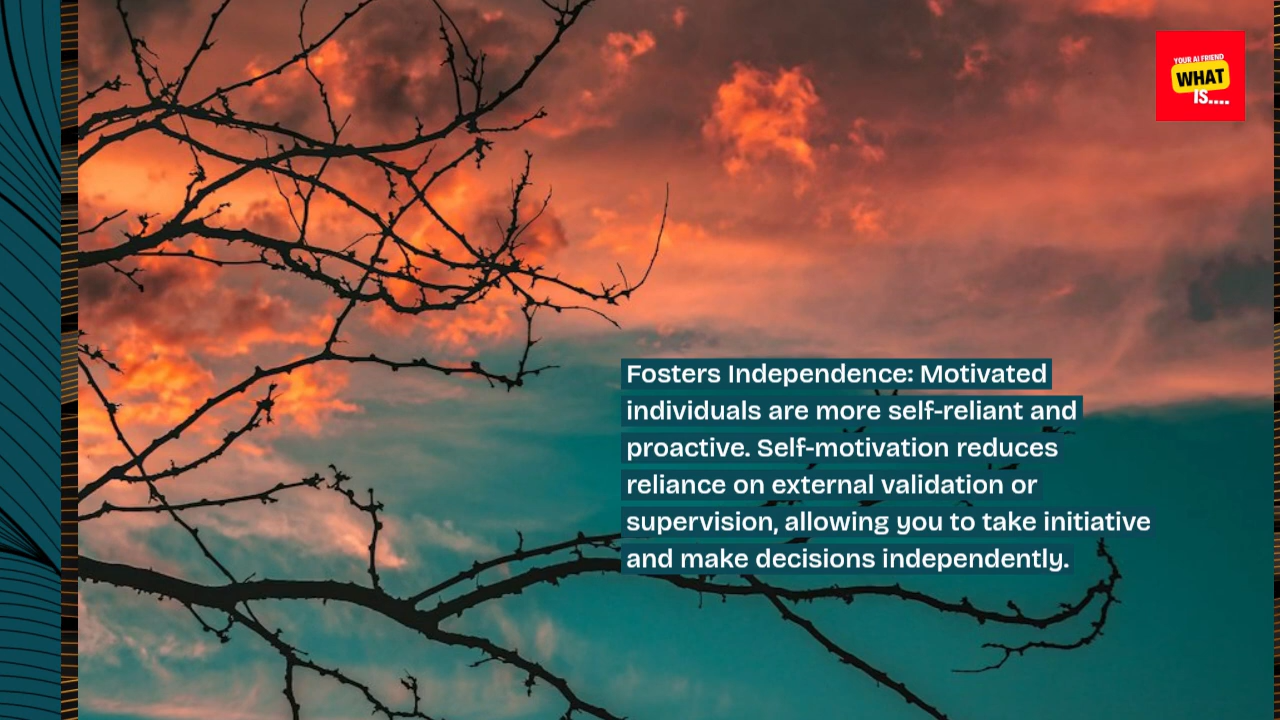 YOUR AI FRIEND
WHAT
IS....
Fosters Independence: Motivated
individuals are more self-reliant and
proactive. Self-motivation reduces
reliance on external validation or
supervision, allowing you to take initiative
and make decisions independently.